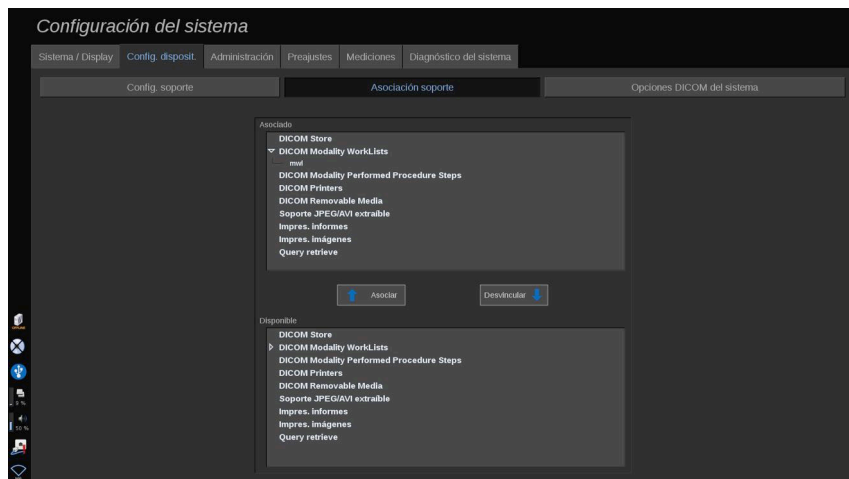 Configuración del sistema
Sistema / Display Config. disposit. Administración Preajustes Mediciones Diagnóstico del sistema
Config. soporte Asociación soporte Opciones DICOM del sistema
Asociado
DICOM Store
DICOM Modality WorkLists
mwl
DICOM Modality Performed Procedure Steps
DICOM Printers
DICOM Removable Media
Soporte JPEG/AVI extraíble
Impres. informes
Impres. imágenes
Query retrieve
Asociar Desvincular
Disponible
DICOM Store
DICOM Modality WorkLists
DICOM Modality Performed Procedure Steps
DICOM Printers
DICOM Removable Media
Soporte JPEG/AVI extraíble
Impres. informes
Impres. imágenes
Query retrieve
50 %